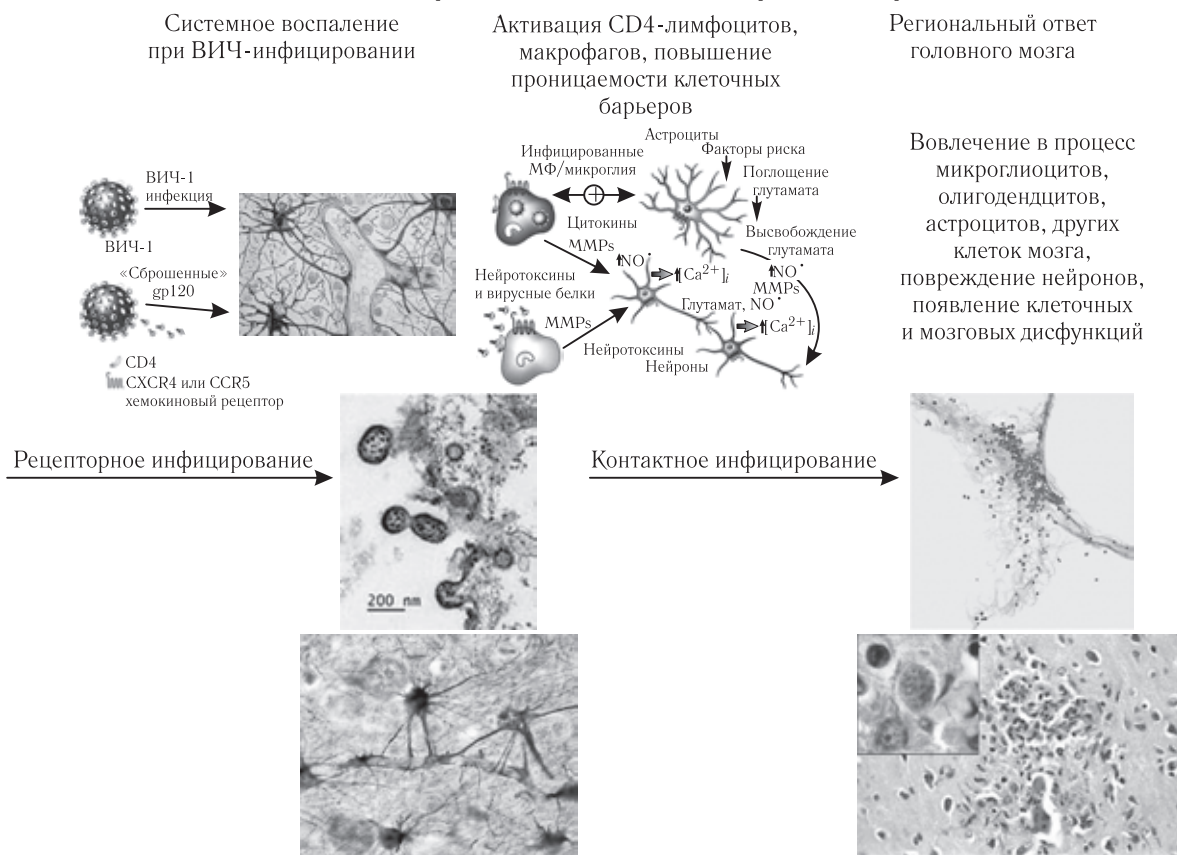 Системное воспаление
при ВИЧ-инфицировании
Активация CD4-лимфоцитов,
макрофагов, повышение
проницаемости клеточных
барьеров
Региональный ответ
головного мозга
ВИЧ-1
инфекция
ВИЧ-1
«Сброшенные»
gp120
CD4
CXCR4 или CCR5
хемокиновый рецептор
Астроциты
Инфицированные
МФ/микроглия
Факторы риска
Поглощение
глутамата
Цитокины
MMPs
NO•
[Ca²⁺]i
Высвобождение
глутамата
NO•
MMPs
Нейротоксины
и вирусные белки
Глутамат, NO•
MMPs
[Ca²⁺]i
Нейротоксины
Нейроны
Вовлечение в процесс
микроглиоцитов,
олигодендцитов,
астроцитов, других
клеток мозга,
повреждение нейронов,
появление клеточных
и мозговых дисфункций
Рецепторное инфицирование
Контактное инфицирование
200 nm